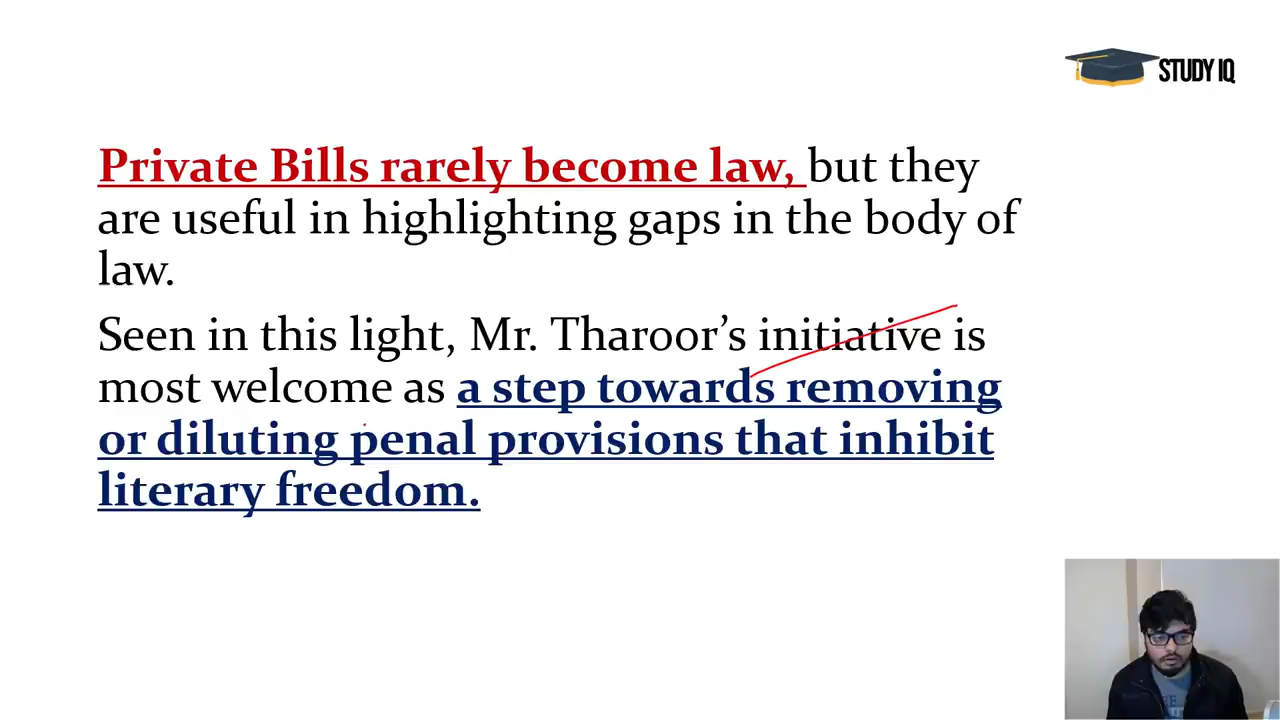 STUDY IQ
Private Bills rarely become law, but they
are useful in highlighting gaps in the body of
law.
Seen in this light, Mr. Tharoor’s initiative is
most welcome as a step towards removing
or diluting penal provisions that inhibit
literary freedom.